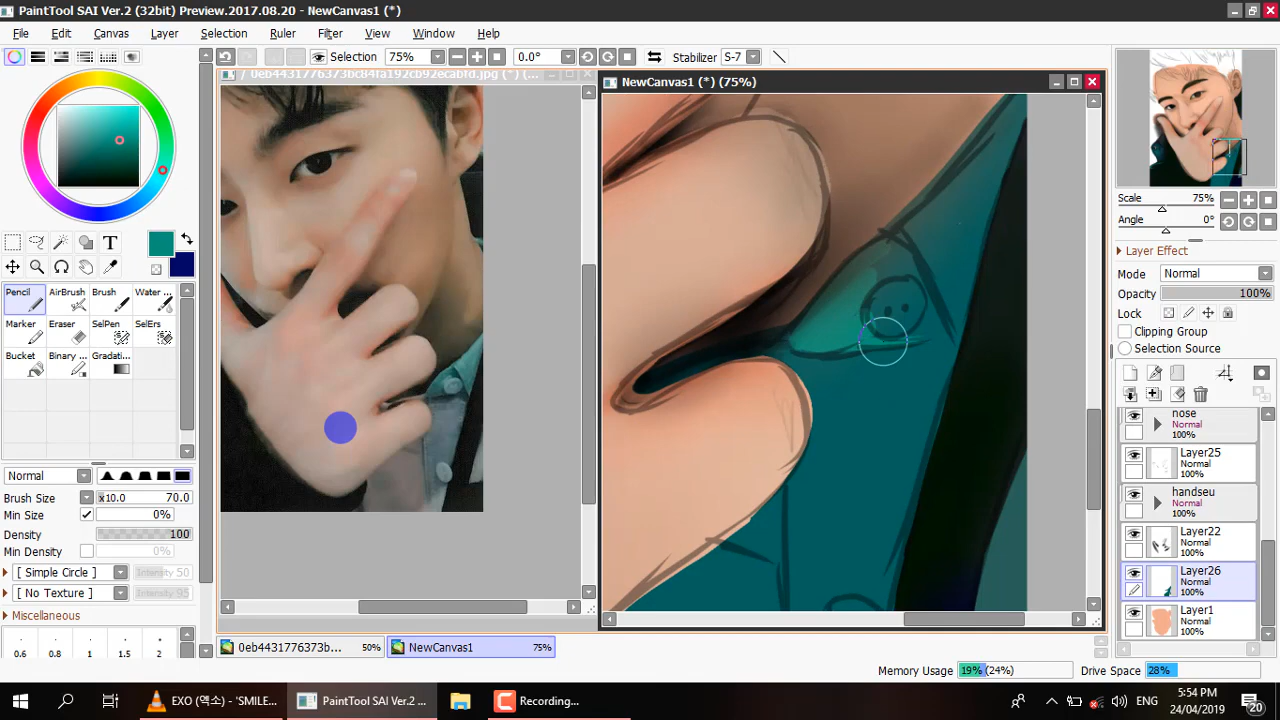 PaintTool SAI Ver.2 (32bit) Preview.2017.08.20 - NewCanvas1 (*)
File Edit Canvas Layer Selection Ruler Filter View Window Help
Selection 75% 0.0° Stabilizer S-7
NewCanvas1 (*) (75%)
Scale 75%
Angle 0°
Layer Effect
Mode Normal
Opacity 100%
Lock
Clipping Group
Selection Source
T
Pencil AirBrush Brush Water ...
Marker Eraser SelPen SelErs
Bucket Binary ... Gradati...
Normal
Brush Size x10.0 70.0
Min Size 0%
Density 100
Min Density 0%
[ Simple Circle ] Intensity 50
[ No Texture ] Intensity 95
Miscellaneous
0.6 0.8 1 1.5 2
nose
Normal
100%
Layer25
Normal
100%
handseu
Normal
100%
Layer22
Normal
100%
Layer26
Normal
100%
Layer1
Normal
100%
0eb4431776373b... 50%
NewCanvas1 75%
Memory Usage 19% (24%) Drive Space 28%
EXO (엑소) - 'SMILE... PaintTool SAI Ver.2 ... Recording... ENG
5:54 PM
24/04/2019
20